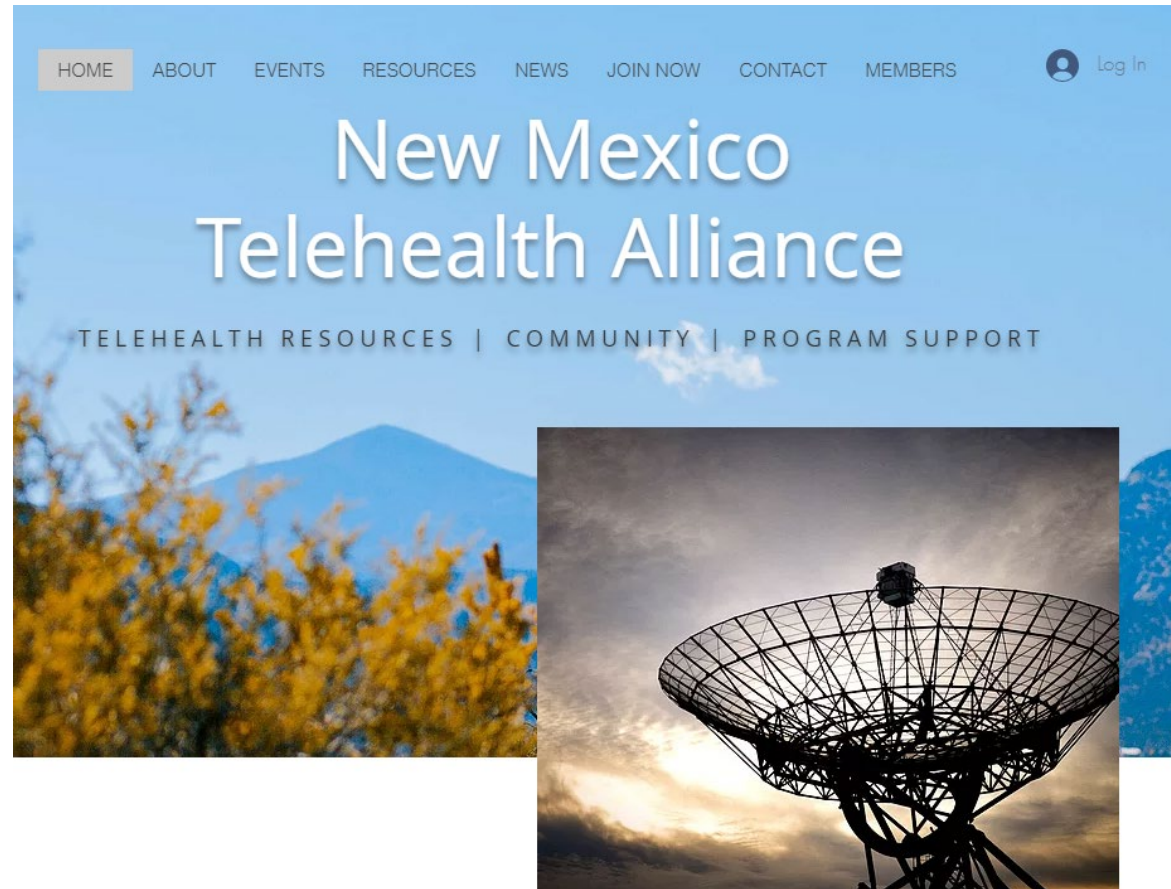 HOME ABOUT EVENTS RESOURCES NEWS JOIN NOW CONTACT MEMBERS Log In
New Mexico
Telehealth Alliance
TELEHEALTH RESOURCES | COMMUNITY | PROGRAM SUPPORT